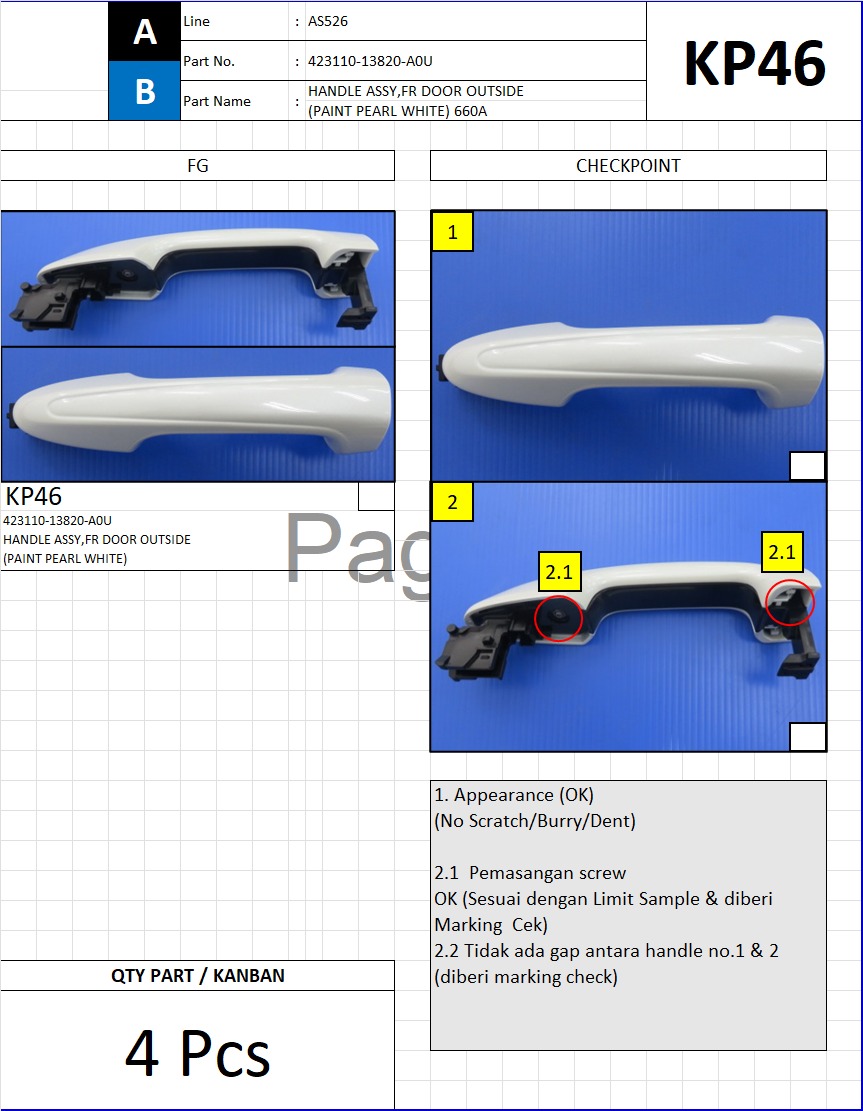 A
B
Line : AS526
Part No. : 423110-13820-A0U
Part Name : HANDLE ASSY,FR DOOR OUTSIDE
(PAINT PEARL WHITE) 660A
KP46
FG
CHECKPOINT
1
KP46
423110-13820-A0U
HANDLE ASSY,FR DOOR OUTSIDE
(PAINT PEARL WHITE)
2
2.1
2.1
1. Appearance (OK)
(No Scratch/Burry/Dent)
2.1 Pemasangan screw
OK (Sesuai dengan Limit Sample & diberi
Marking Cek)
2.2 Tidak ada gap antara handle no.1 & 2
(diberi marking check)
QTY PART / KANBAN
4 Pcs